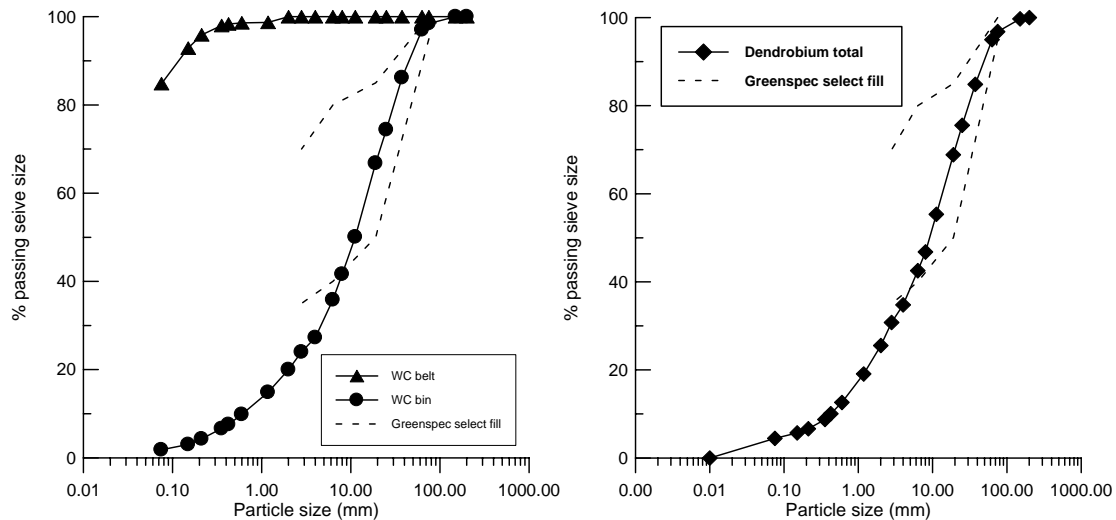 100
80
60
40
20
0
% passing seive size
0.01 0.10 1.00 10.00 100.00 1000.00
Particle size (mm)
WC belt
WC bin
Greenspec select fill
100
80
60
40
20
0
% passing sieve size
0.00 0.01 0.10 1.00 10.00 100.00 1000.00
Particle size (mm)
Dendrobium total
Greenspec select fill